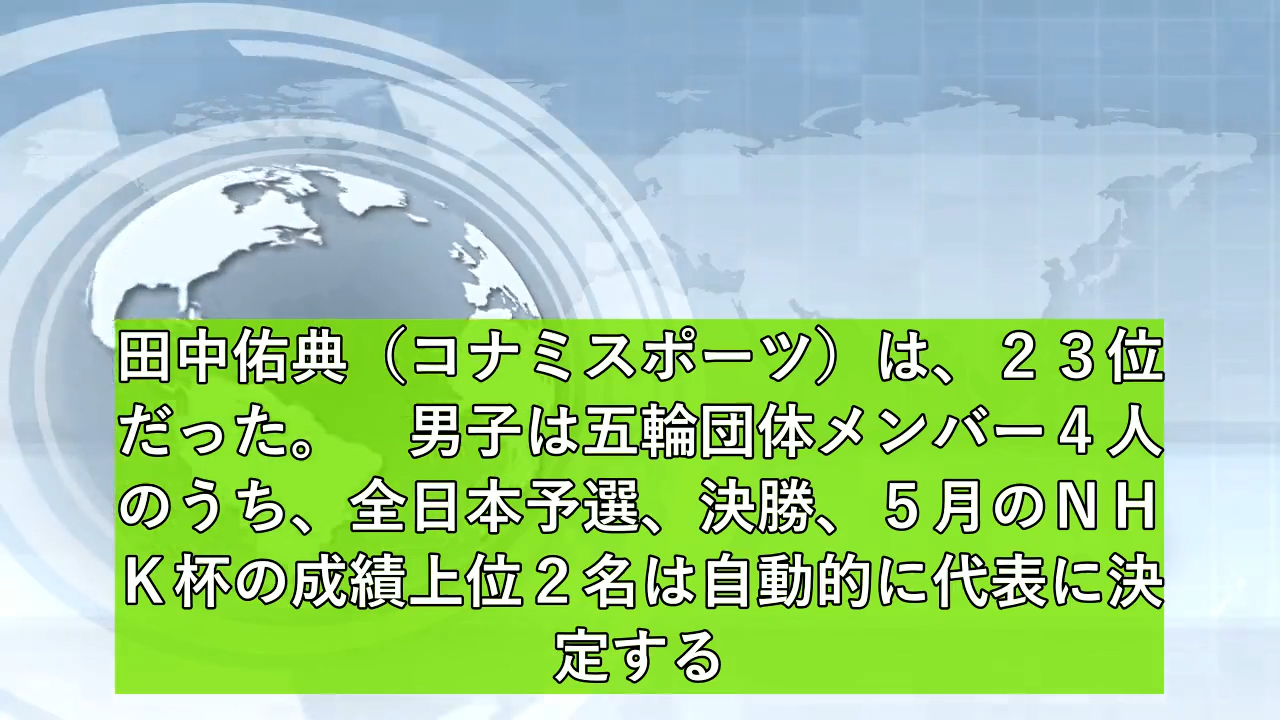 田中佑典（コナミスポーツ）は、２３位
だった。　男子は五輪団体メンバー４人
のうち、全日本予選、決勝、５月のＮＨ
Ｋ杯の成績上位２名は自動的に代表に決
定する